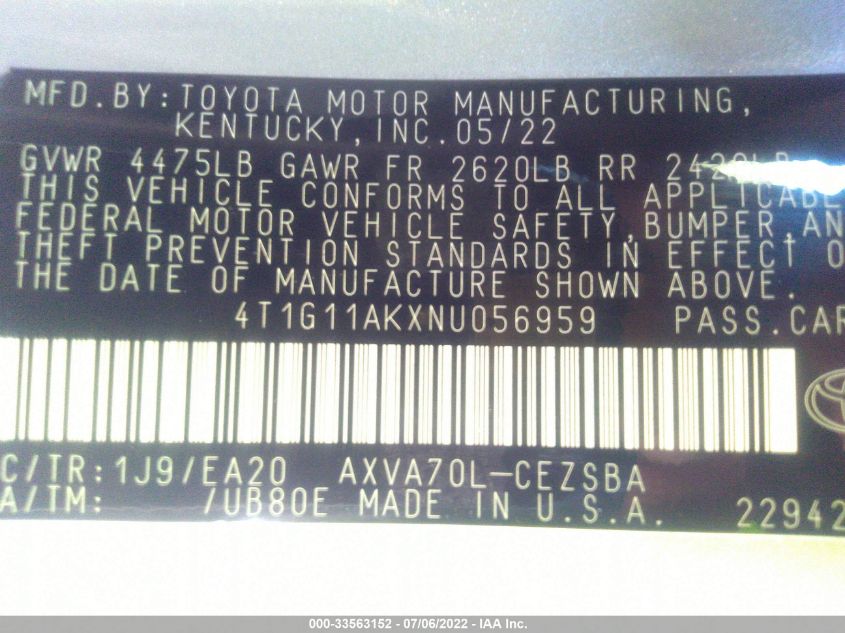 MFD.BY:TOYOTA MOTOR MANUFACTURING,
KENTUCKY,INC.05/22
GVWR 4475LB GAWR FR 2620LB RR
THIS VEHICLE CONFORMS TO ALL APPLICABLE
FEDERAL MOTOR VEHICLE SAFETY,BUMPER,AN
THEFT PREVENTION STANDARDS IN EFFECT O
THE DATE OF MANUFACTURE SHOWN ABOVE.
4T1G11AKXNU056959 PASS.CAR
C/TR:1J9/EA20 AXVA70L-CEZSBA
A/TM: /UB80E MADE IN U.S.A. 22942
000-33563152 - 07/06/2022 - IAA Inc.